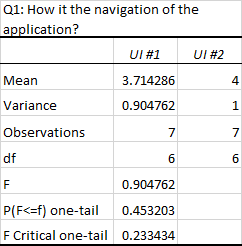 Q1: How it the navigation of the
application?
UI #1 UI #2
Mean 3.714286 4
Variance 0.904762 1
Observations 7 7
df 6 6
F 0.904762
P(F<=f) one-tail 0.453203
F Critical one-tail 0.233434